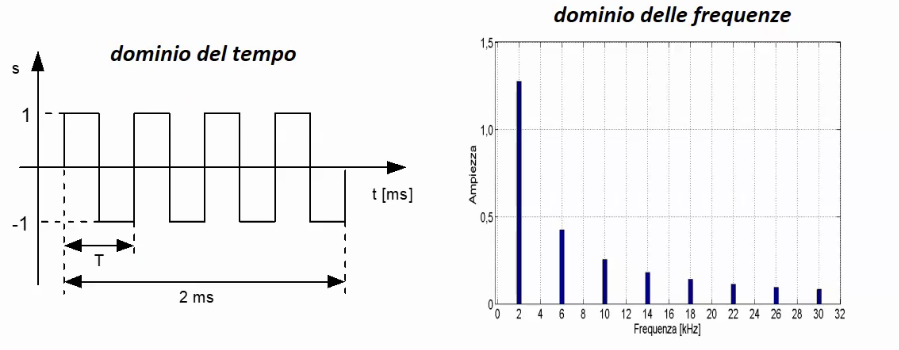 dominio del tempo
s
1
-1
t [ms]
T
2 ms
dominio delle frequenze
1,5
1,0
0,5
0
Ampiezza
0 2 4 6 8 10 12 14 16 18 20 22 24 26 28 30 32
Frequenza [kHz]